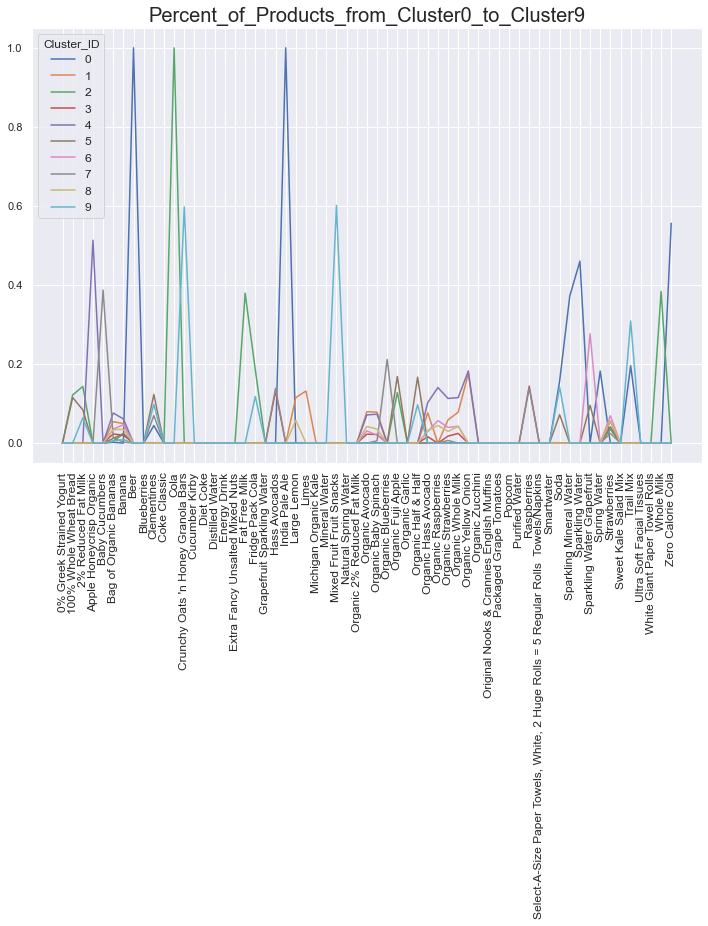 Percent_of_Products_from_Cluster0_to_Cluster9
1.0
0.8
0.6
0.4
0.2
0.0
Cluster_ID
0
1
2
3
4
5
6
7
8
9
0% Greek Strained Yogurt
100% Whole Wheat Bread
2% Reduced Fat Milk
Apple Honeycrisp Organic
Baby Cucumbers
Bag of Organic Bananas
Banana
Beer
Blueberries
Clementines
Coke Classic
Cola
Crunchy Oats 'n Honey Granola Bars
Cucumber Kirby
Diet Coke
Distilled Water
Energy Drink
Extra Fancy Unsalted Mixed Nuts
Fat Free Milk
Fridge Pack Cola
Grapefruit Sparkling Water
Hass Avocados
India Pale Ale
Large Lemon
Limes
Michigan Organic Kale
Mineral Water
Mixed Fruit Fruit Snacks
Natural Spring Water
Organic 2% Reduced Fat Milk
Organic Avocado
Organic Baby Spinach
Organic Blueberries
Organic Fuji Apple
Organic Garlic
Organic Half & Half
Organic Hass Avocado
Organic Raspberries
Organic Strawberries
Organic Whole Milk
Organic Yellow Onion
Organic Zucchini
Original Nooks & Crannies English Muffins
Packaged Grape Tomatoes
Popcorn
Purified Water
Raspberries
Select-A-Size Paper Towels, White, 2 Huge Rolls = 5 Regular Rolls  Towels/Napkins
Smartwater
Soda
Sparkling Mineral Water
Sparkling Water
Sparkling Water Grapefruit
Spring Water
Strawberries
Sweet Kale Salad Mix
Trail Mix
Ultra Soft Facial Tissues
White Giant Paper Towel Rolls
Whole Milk
Zero Calorie Cola